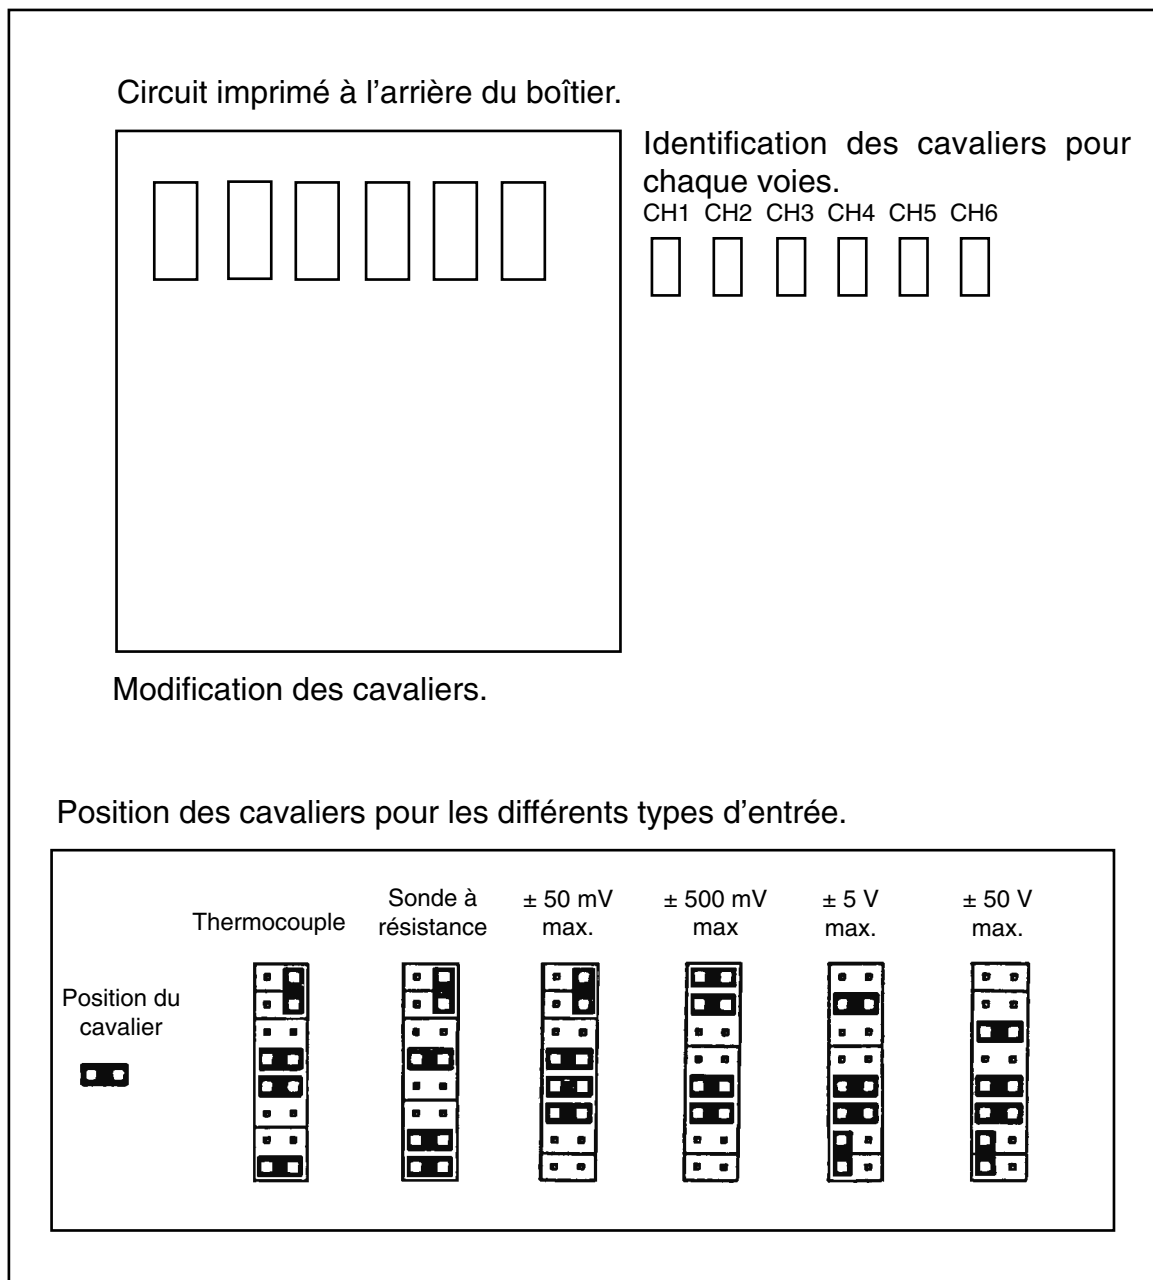 Circuit imprimé à l’arrière du boîtier.
Identification des cavaliers pour
chaque voies.
CH1 CH2 CH3 CH4 CH5 CH6
Modification des cavaliers.
Position des cavaliers pour les différents types d’entrée.
Position du
cavalier
Thermocouple
Sonde à
résistance
± 50 mV
max.
± 500 mV
max
± 5 V
max.
± 50 V
max.